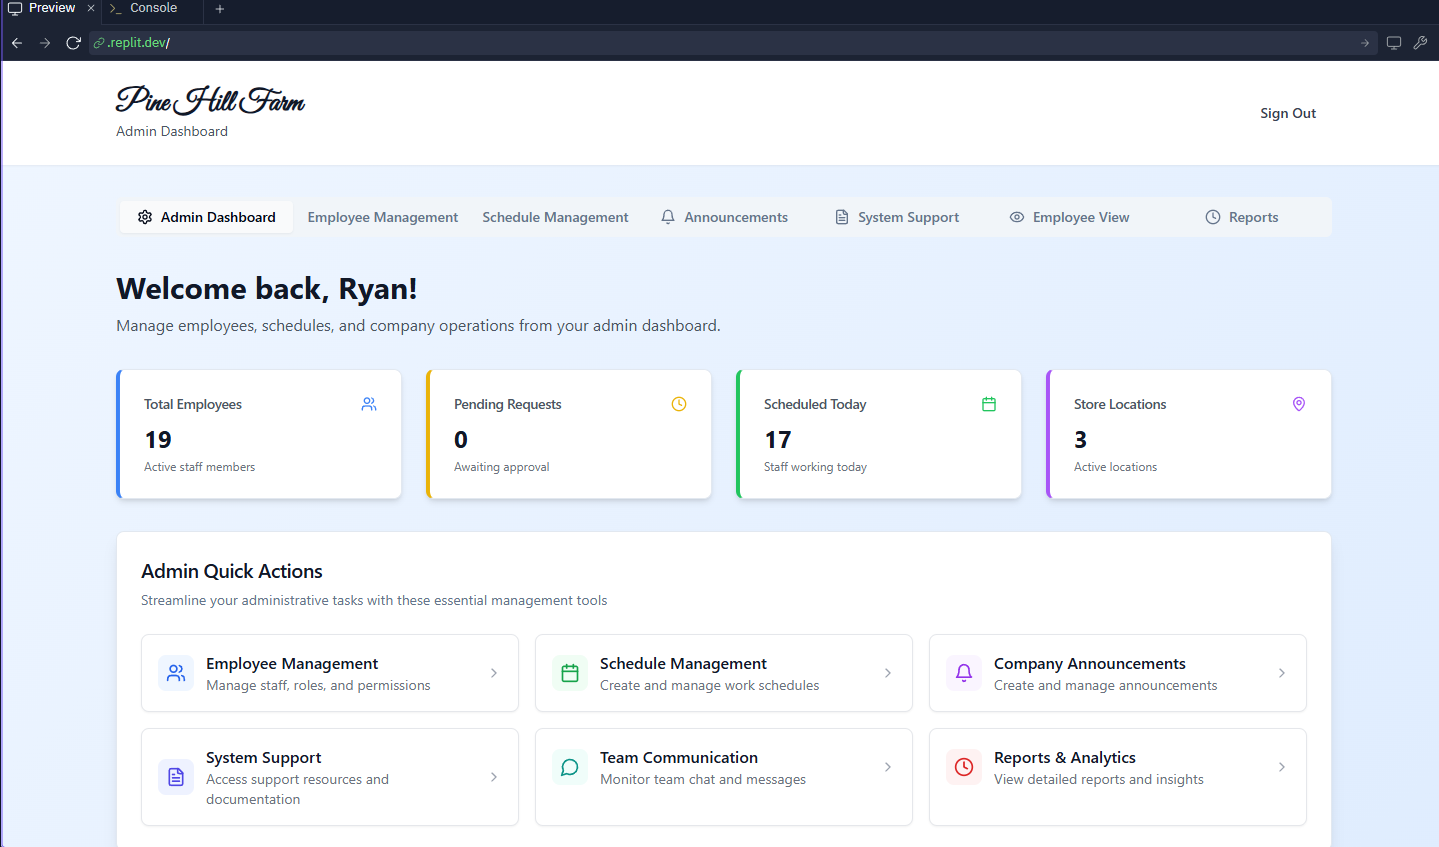 Preview
Console
.replit.dev/
Pine Hill Farm
Admin Dashboard
Sign Out
Admin Dashboard
Employee Management
Schedule Management
Announcements
System Support
Employee View
Reports
Welcome back, Ryan!
Manage employees, schedules, and company operations from your admin dashboard.
Total Employees
19
Active staff members
Pending Requests
0
Awaiting approval
Scheduled Today
17
Staff working today
Store Locations
3
Active locations
Admin Quick Actions
Streamline your administrative tasks with these essential management tools
Employee Management
Manage staff, roles, and permissions
Schedule Management
Create and manage work schedules
Company Announcements
Create and manage announcements
System Support
Access support resources and
documentation
Team Communication
Monitor team chat and messages
Reports & Analytics
View detailed reports and insights